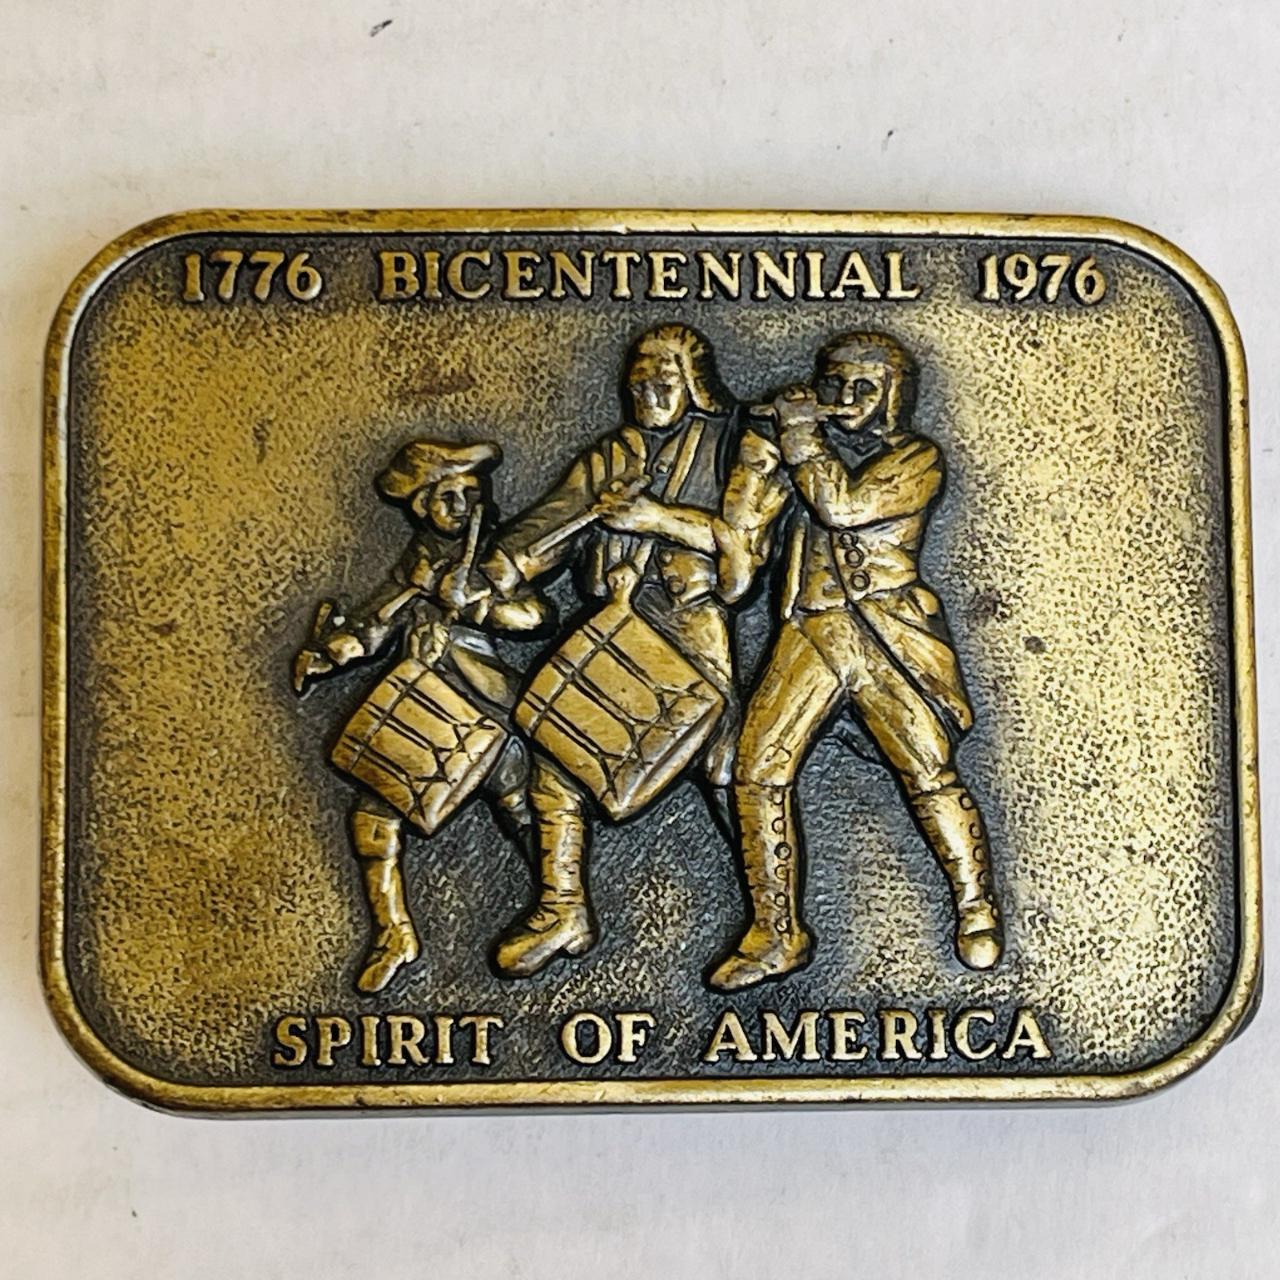 1776 BICENTENNIAL 1976
SPIRIT OF AMERICA